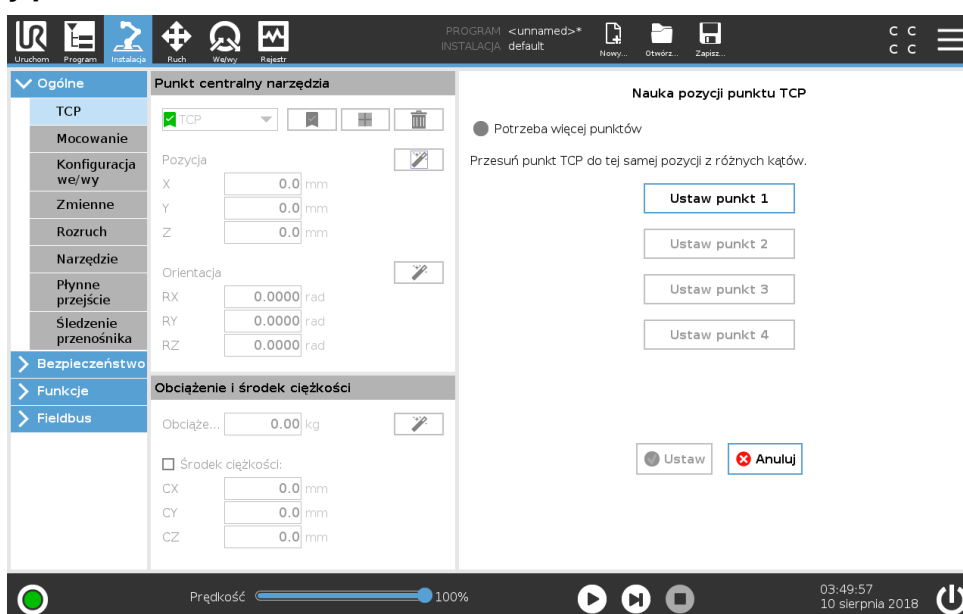 UR
PROGRAM <unnamed>*
INSTALACJA default
Uruchom Program Instalacja Ruch We/wy Rejestr
Nowy... Otwórz... Zapisz...
C C
C C
Ogólne
TCP
Mocowanie
Konfiguracja
we/wy
Zmienne
Rozruch
Narzędzie
Płynne
przejście
Śledzenie
przenośnika
Bezpieczeństwo
Funkcje
Fieldbus
Punkt centralny narzędzia
TCP
Pozycja
X 0.0 mm
Y 0.0 mm
Z 0.0 mm
Orientacja
RX 0.0000 rad
RY 0.0000 rad
RZ 0.0000 rad
Obciążenie i środek ciężkości
Obciąże... 0.00 kg
Środek ciężkości:
CX 0.0 mm
CY 0.0 mm
CZ 0.0 mm
Nauka pozycji punktu TCP
Potrzeba więcej punktów
Przesuń punkt TCP do tej samej pozycji z różnych kątów.
Ustaw punkt 1
Ustaw punkt 2
Ustaw punkt 3
Ustaw punkt 4
Ustaw Anuluj
Prędkość 100%
03:49:57
10 sierpnia 2018